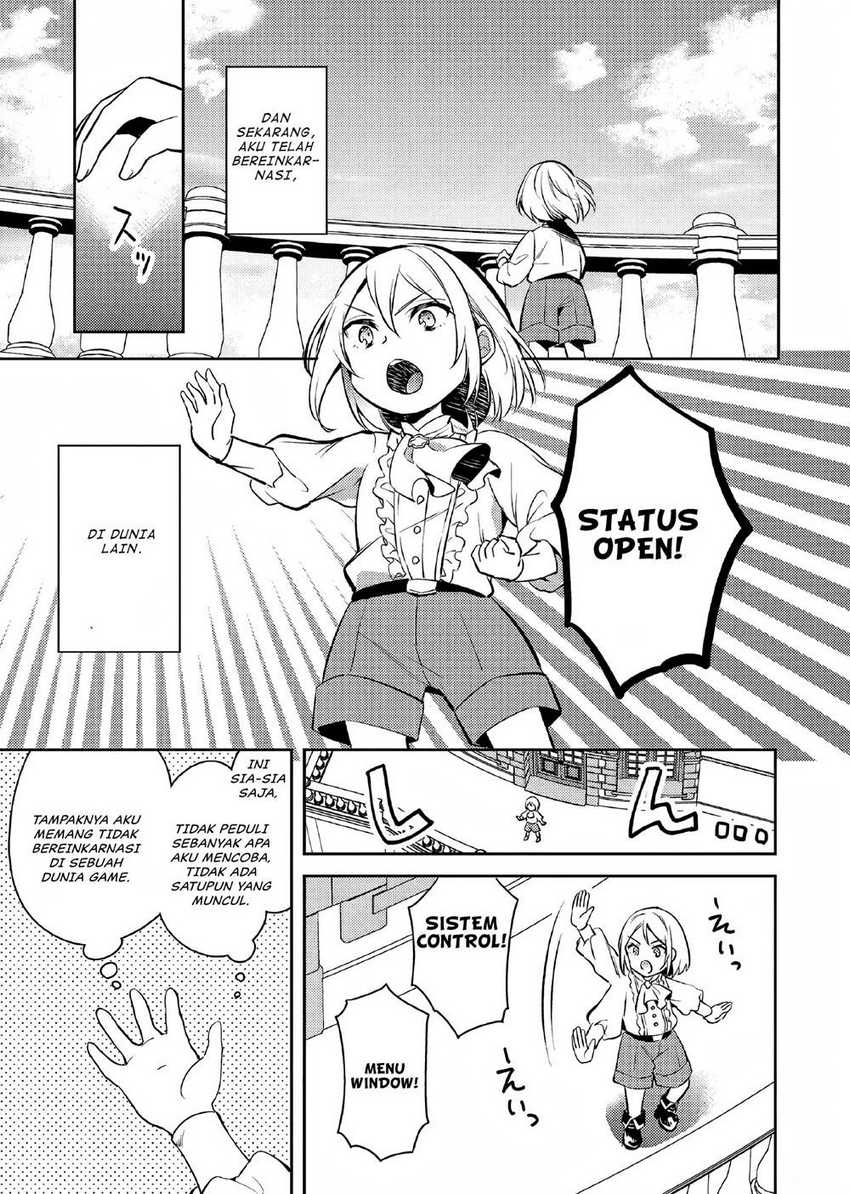 DAN
SEKARANG,
AKU TELAH
BEREINKAR-
NASI,
スッ
STATUS
OPEN!
DI DUNIA
LAIN.
しん
SISTEM
CONTROL!
えいっ
MENU
WINDOW!
えいっ
INI
SIA-SIA
SAJA,
TIDAK PEDULI
SEBANYAK APA
AKU MENCOBA,
TIDAK ADA
SATUPUN YANG
MUNCUL.
TAMPAKNYA AKU
MEMANG TIDAK
BEREINKARNASI
DI SEBUAH
DUNIA GAME.